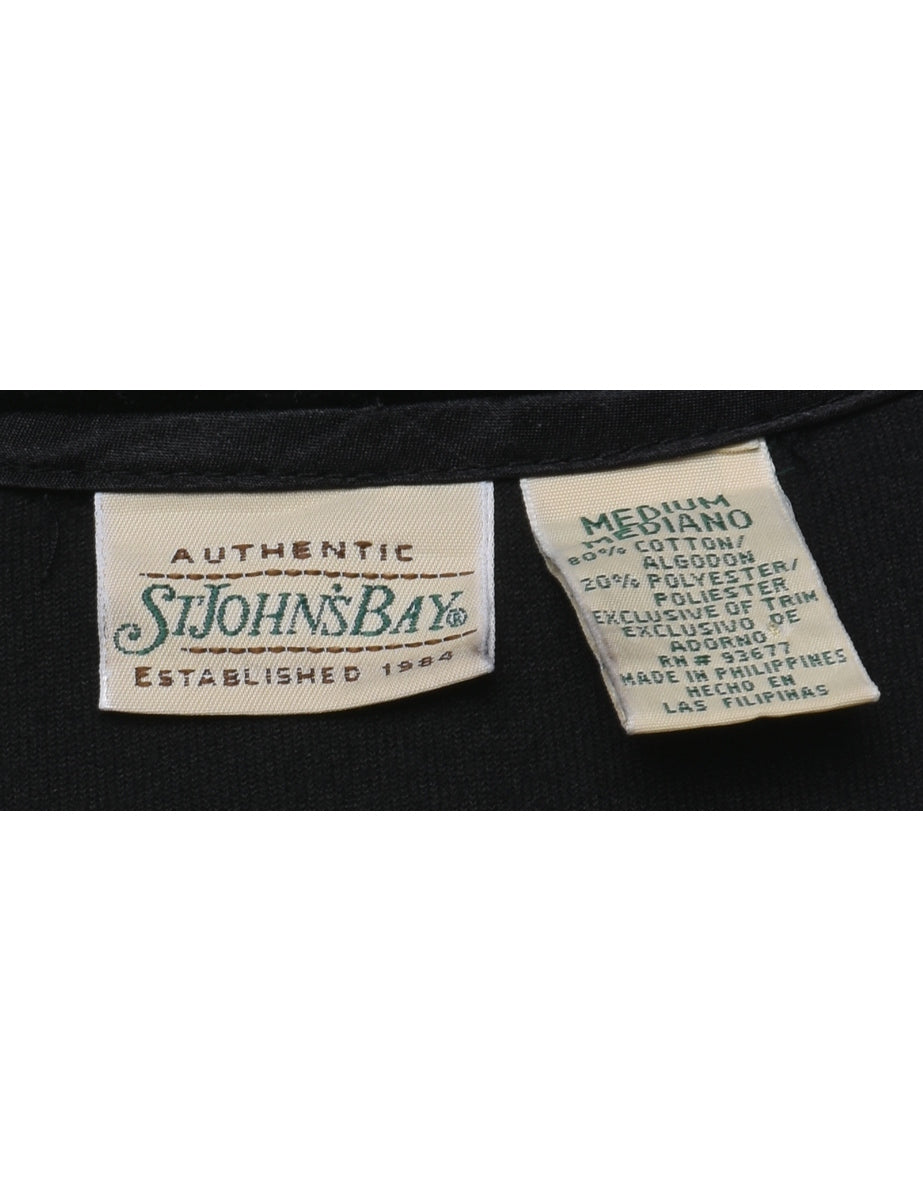 AUTHENTIC
ST.JOHN'S BAY®
ESTABLISHED 1984
MEDIUM
MEDIANO
80% COTTON/
ALGODON
20% POLYESTER/
POLIESTER
EXCLUSIVE OF TRIM
EXCLUSIVO DE
ADORNO
RN# 93677
MADE IN PHILIPPINES
HECHO EN
LAS FILIPINAS